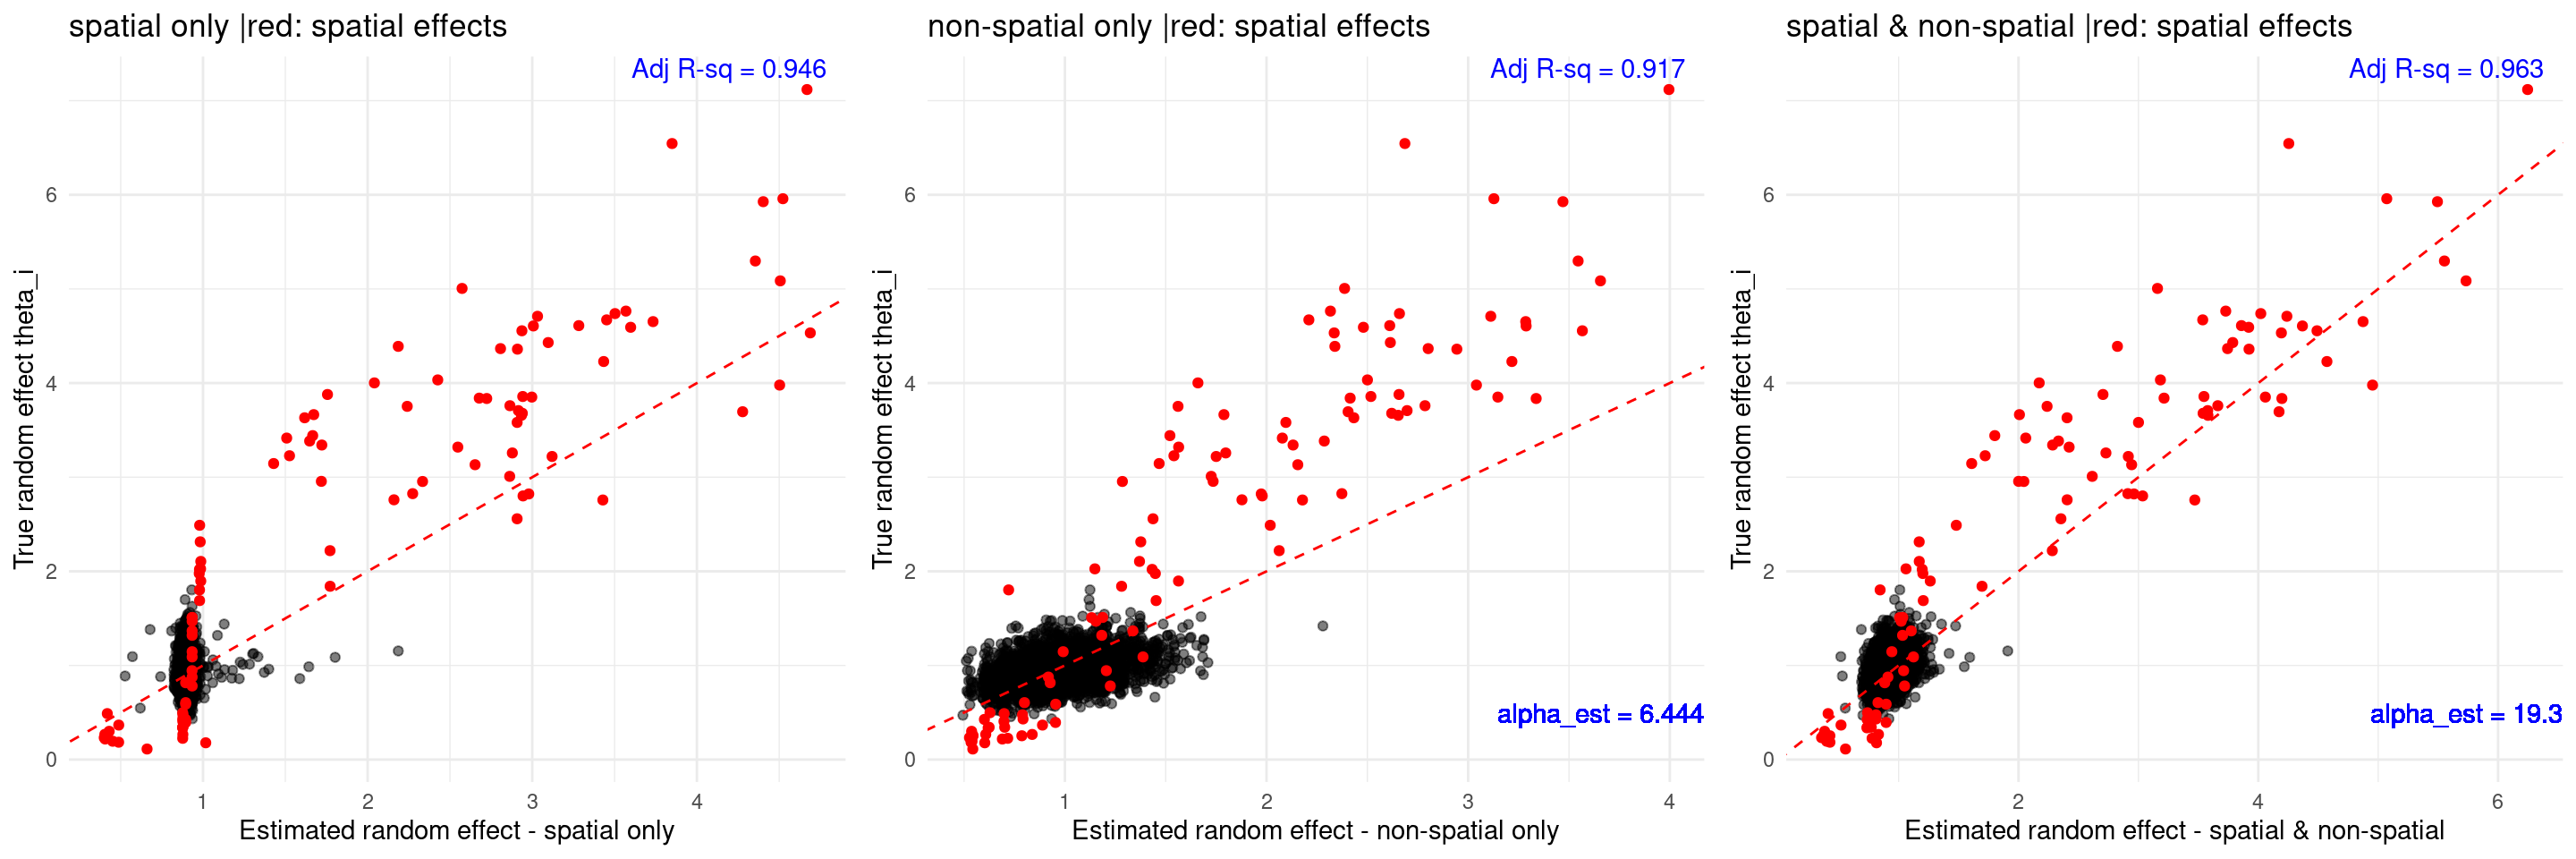 spatial only |red: spatial effects
Adj R-sq = 0.946
True random effect theta_i
6
4
2
0
1
2
3
4
Estimated random effect - spatial only
non-spatial only |red: spatial effects
Adj R-sq = 0.917
True random effect theta_i
6
4
2
0
alpha_est = 6.444
1
2
3
4
Estimated random effect - non-spatial only
spatial & non-spatial |red: spatial effects
Adj R-sq = 0.963
True random effect theta_i
6
4
2
0
alpha_est = 19.3
2
4
6
Estimated random effect - spatial & non-spatial